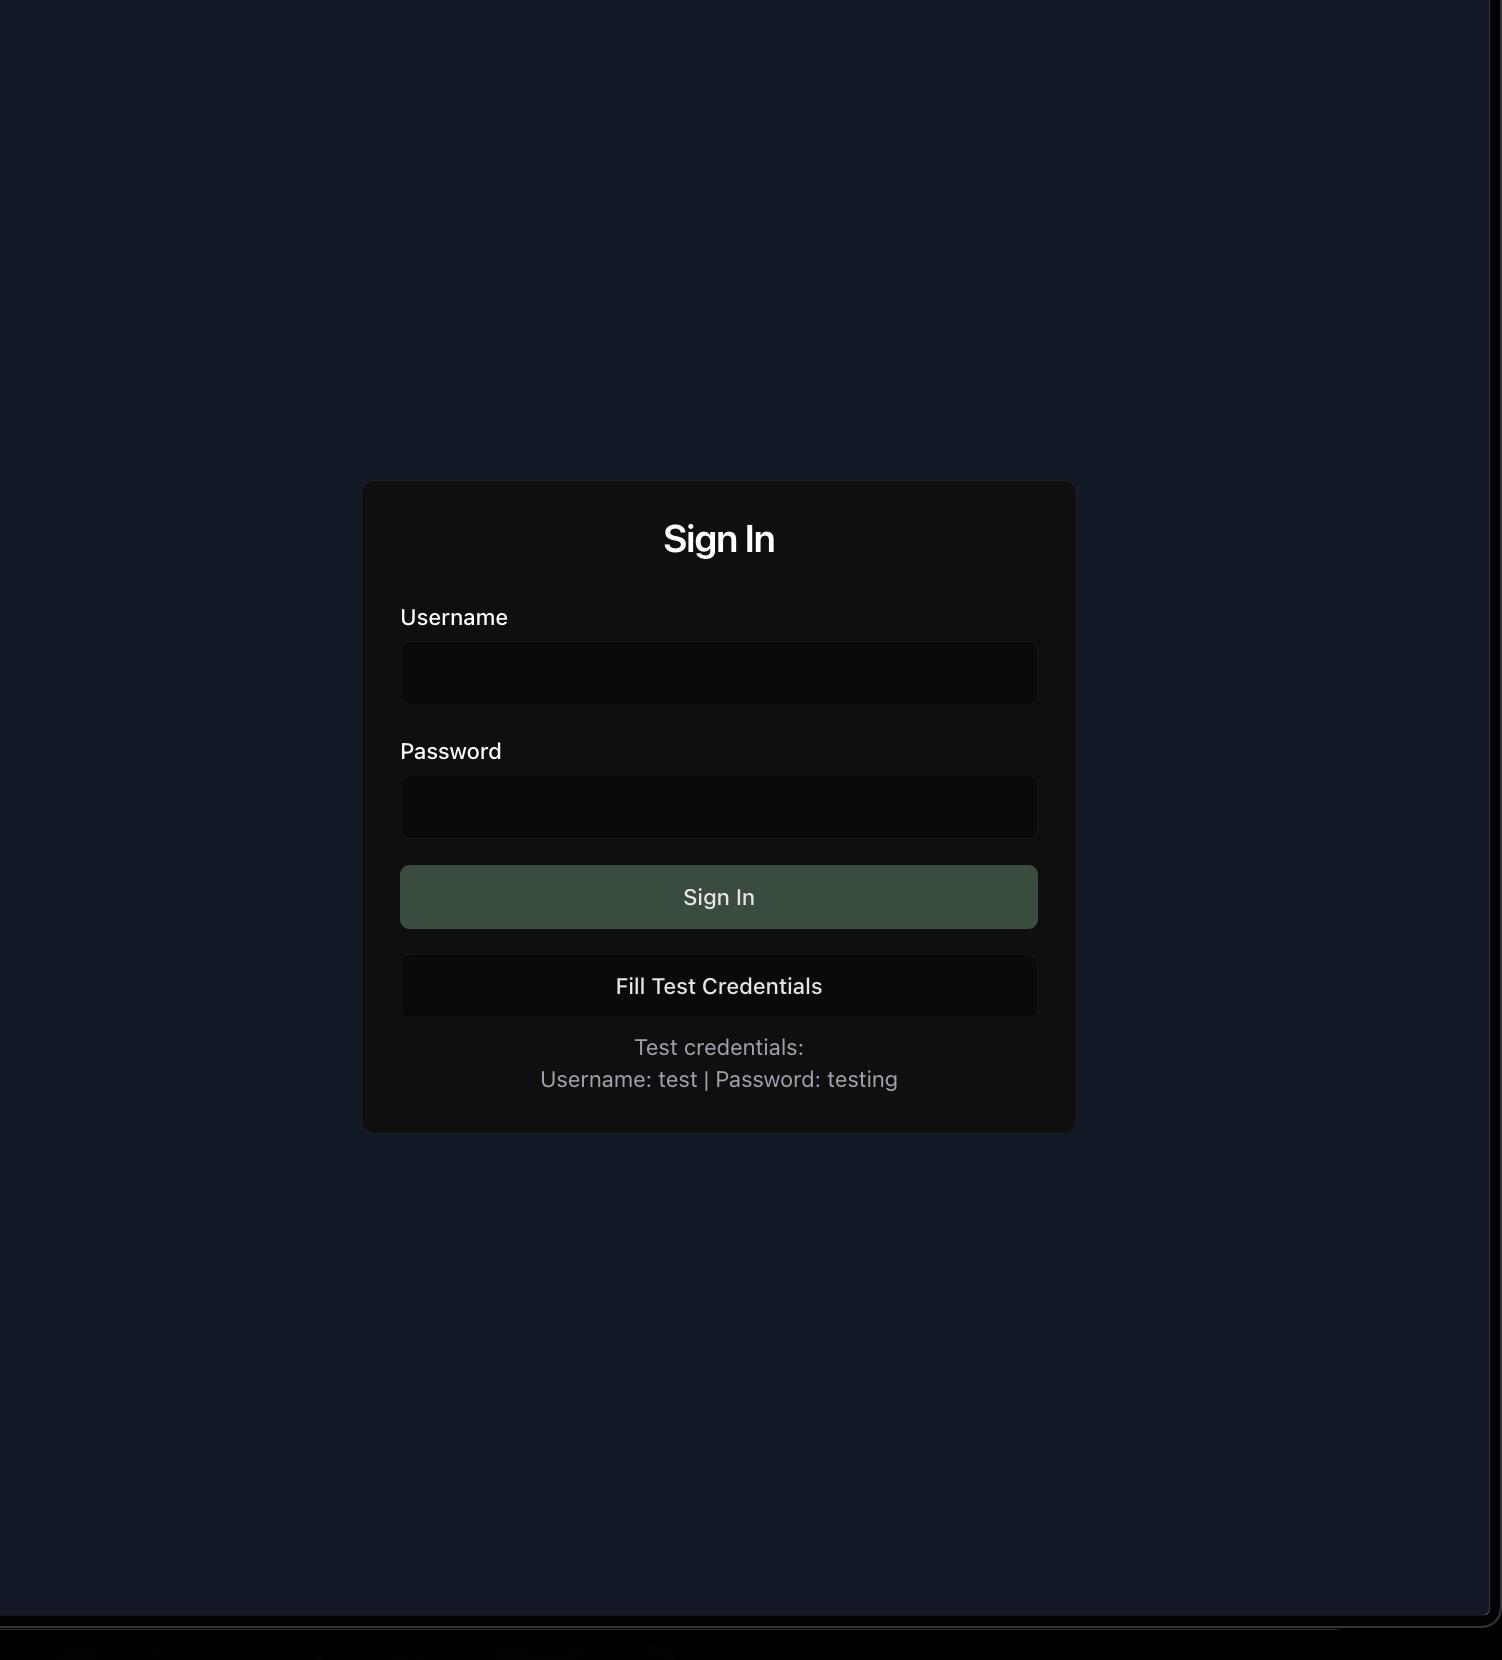 Sign In
Username
Password
Sign In
Fill Test Credentials
Test credentials:
Username: test | Password: testing